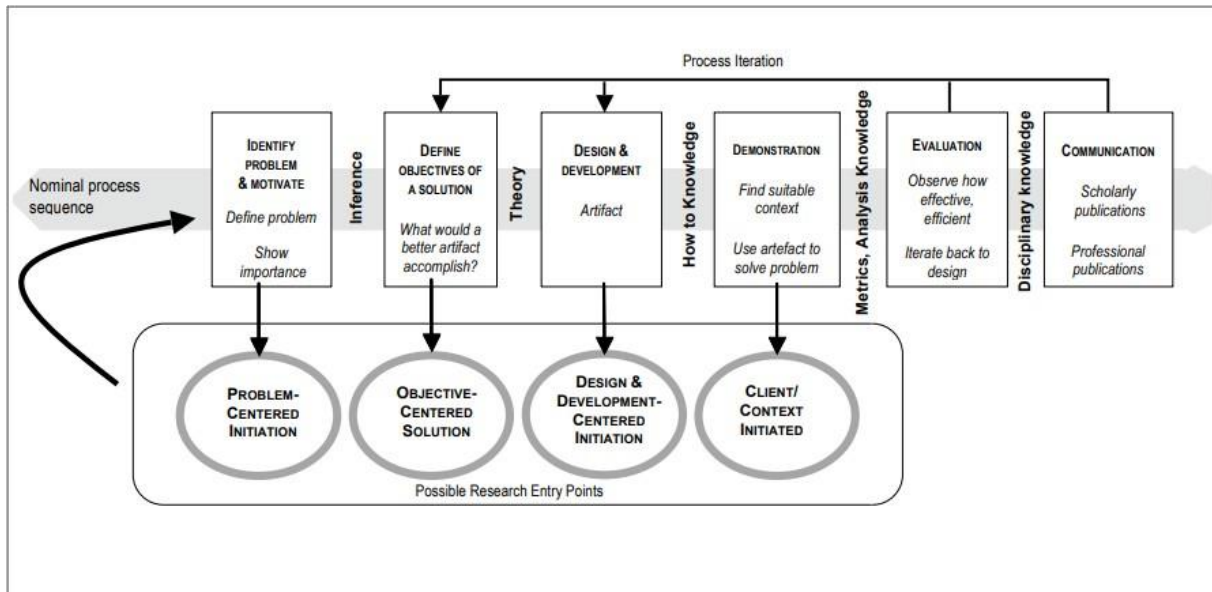 Process Iteration
Nominal process
sequence
IDENTIFY
PROBLEM
& MOTIVATE
Define problem
Show
importance
Inference
DEFINE
OBJECTIVES OF
A SOLUTION
What would a
better artifact
accomplish?
Theory
DESIGN &
DEVELOPMENT
Artifact
How to Knowledge
DEMONSTRATION
Find suitable
context
Use artefact to
solve problem
Metrics, Analysis Knowledge
EVALUATION
Observe how
effective,
efficient
Iterate back to
design
Disciplinary knowledge
COMMUNICATION
Scholarly
publications
Professional
publications
PROBLEM-
CENTERED
INITIATION
OBJECTIVE-
CENTERED
SOLUTION
DESIGN &
DEVELOPMENT-
CENTERED
INITIATION
CLIENT/
CONTEXT
INITIATED
Possible Research Entry Points